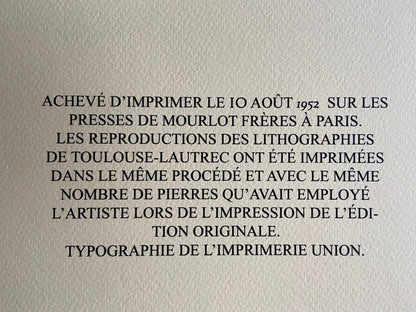 ACHEVÉ D'IMPRIMER LE 10 AOÛT 1952 SUR LES
PRESSES DE MOURLOT FRÈRES À PARIS.
LES REPRODUCTIONS DES LITHOGRAPHIES
DE TOULOUSE-LAUTREC ONT ÉTÉ IMPRIMÉES
DANS LE MÊME PROCÉDÉ ET AVEC LE MÊME
NOMBRE DE PIERRES QU'AVAIT EMPLOYÉ
L'ARTISTE LORS DE L'IMPRESSION DE L'ÉDI-
TION ORIGINALE.
TYPOGRAPHIE DE L'IMPRIMERIE UNION.